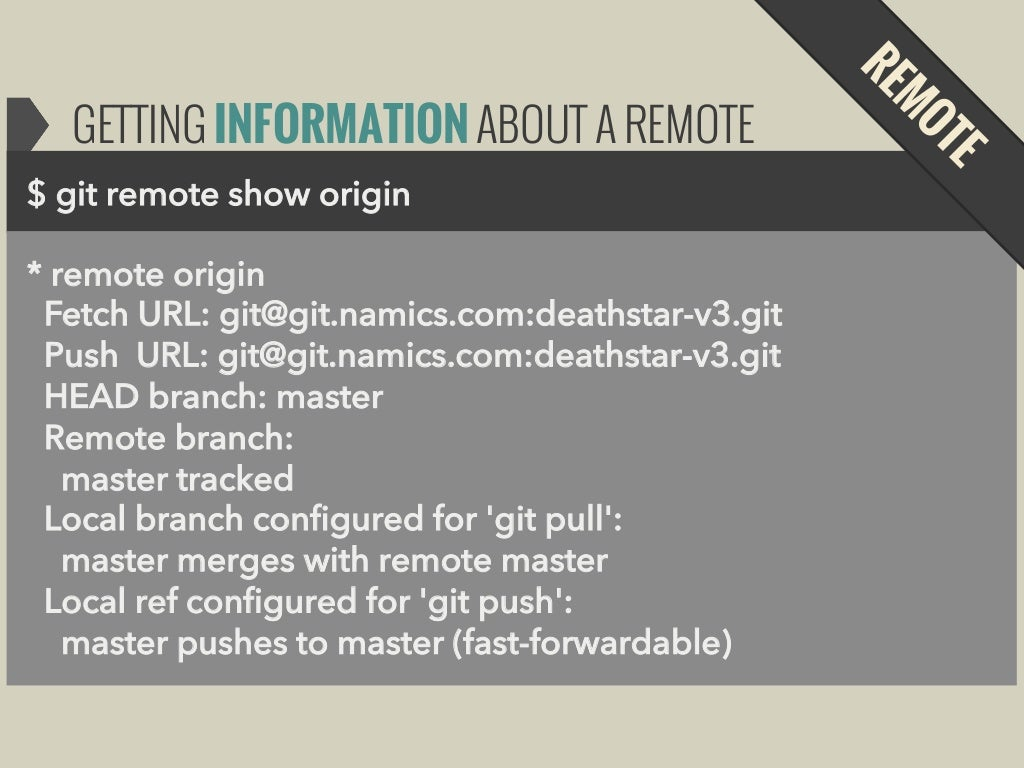 REMOTE
GETTING INFORMATION ABOUT A REMOTE
$ git remote show origin
* remote origin
  Fetch URL: git@git.namics.com:deathstar-v3.git
  Push  URL: git@git.namics.com:deathstar-v3.git
  HEAD branch: master
  Remote branch:
    master tracked
  Local branch configured for 'git pull':
    master merges with remote master
  Local ref configured for 'git push':
    master pushes to master (fast-forwardable)